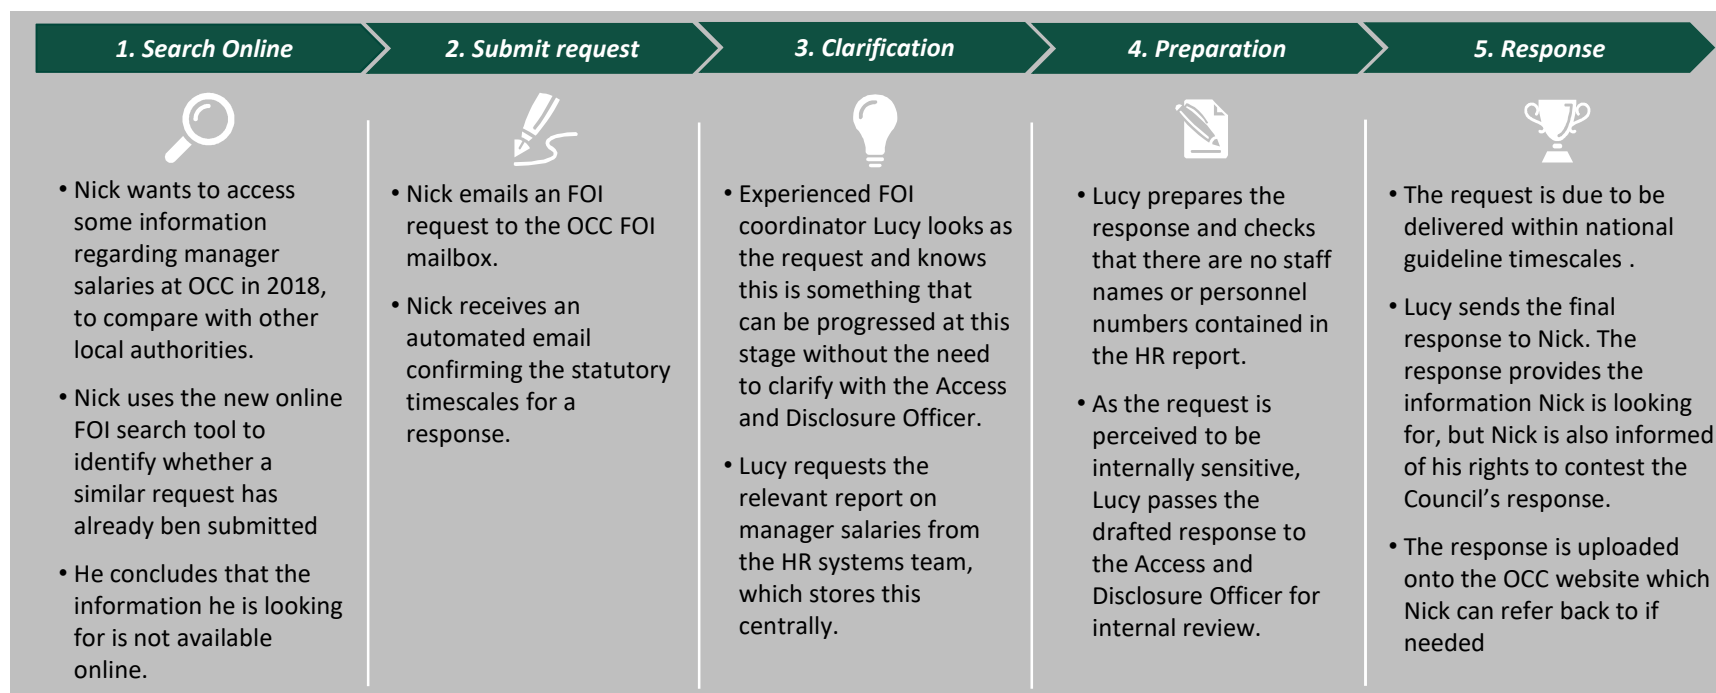 1. Search Online
2. Submit request
3. Clarification
4. Preparation
5. Response
• Nick wants to access
some information
regarding manager
salaries at OCC in 2018,
to compare with other
local authorities.
• Nick uses the new online
FOI search tool to
identify whether a
similar request has
already ben submitted
• He concludes that the
information he is looking
for is not available
online.
• Nick emails an FOI
request to the OCC FOI
mailbox.
• Nick receives an
automated email
confirming the statutory
timescales for a
response.
• Experienced FOI
coordinator Lucy looks as
the request and knows
this is something that
can be progressed at this
stage without the need
to clarify with the Access
and Disclosure Officer.
• Lucy requests the
relevant report on
manager salaries from
the HR systems team,
which stores this
centrally.
• Lucy prepares the
response and checks
that there are no staff
names or personnel
numbers contained in
the HR report.
• As the request is
perceived to be
internally sensitive,
Lucy passes the
drafted response to
the Access and
Disclosure Officer for
internal review.
• The request is due to be
delivered within national
guideline timescales .
• Lucy sends the final
response to Nick. The
response provides the
information Nick is looking
for, but Nick is also informed
of his rights to contest the
Council’s response.
• The response is uploaded
onto the OCC website which
Nick can refer back to if
needed